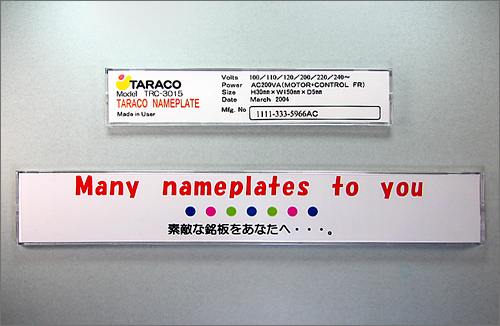 TARACO
Model TRC-3015
TARACO NAMEPLATE
Made in User
Volts 100/110/120/200/220/240～
Power AC200VA(MOTOR+CONTROL FR)
Size H30mm×W150mm×D5mm
Date March 2004
Mfg. No 1111-333-5966AC
Many nameplates to you
素敵な銘板をあなたへ・・・。